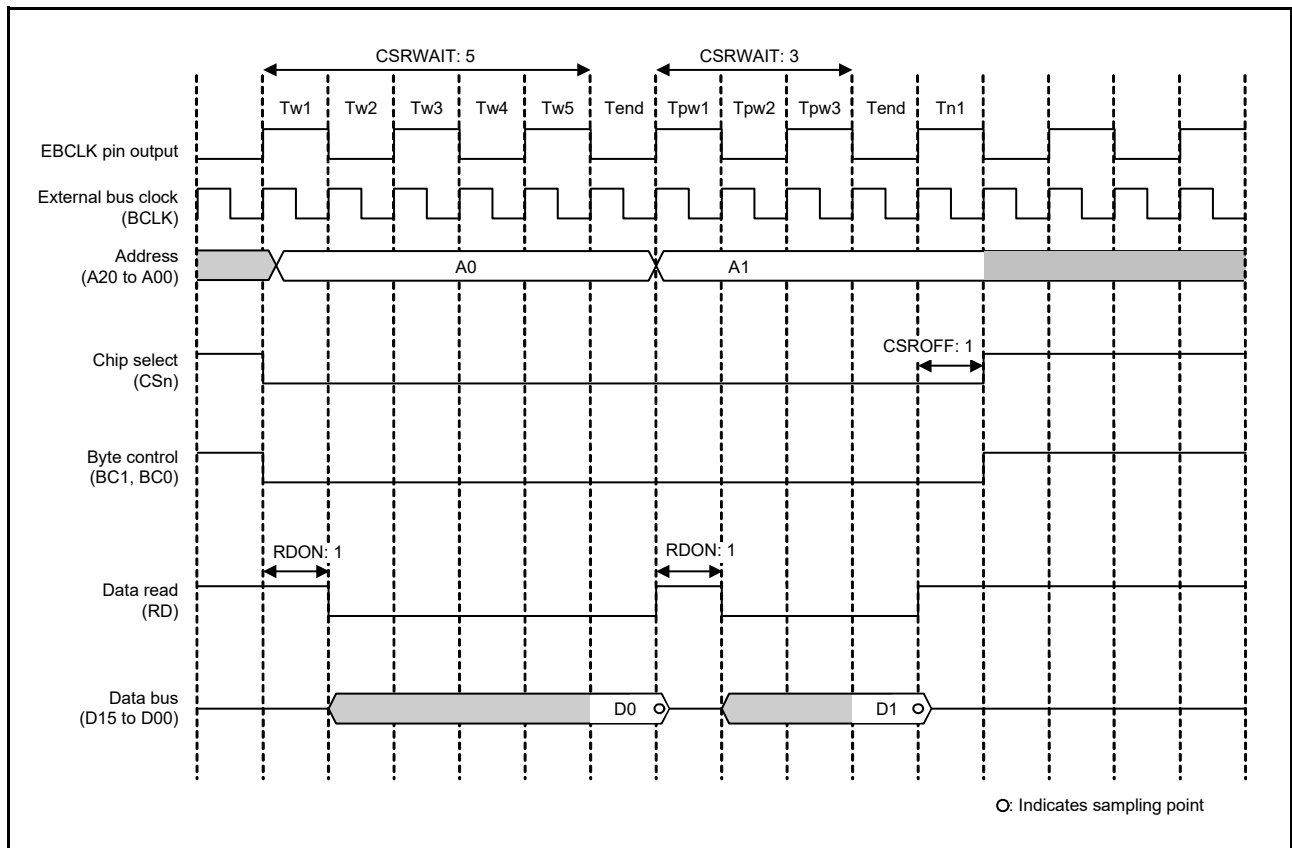 CSRWAIT: 5
CSRWAIT: 3
Tw1 Tw2 Tw3 Tw4 Tw5 Tend Tpw1 Tpw2 Tpw3 Tend Tn1
EBCLK pin output
External bus clock
(BCLK)
Address
(A20 to A00)
A0
A1
CSROFF: 1
Chip select
(CSn)
Byte control
(BC1, BC0)
RDON: 1
RDON: 1
Data read
(RD)
Data bus
(D15 to D00)
D0
D1
: Indicates sampling point